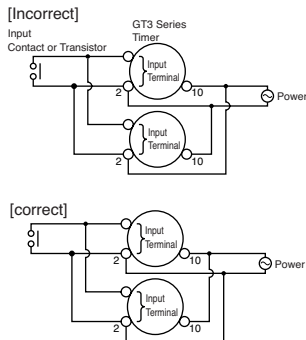 [Incorrect]
Input
Contact or Transistor
GT3 Series
Timer
Input
Terminal
2
10
Power
Input
Terminal
2
10
[correct]
Input
Terminal
2
10
Power
Input
Terminal
2
10